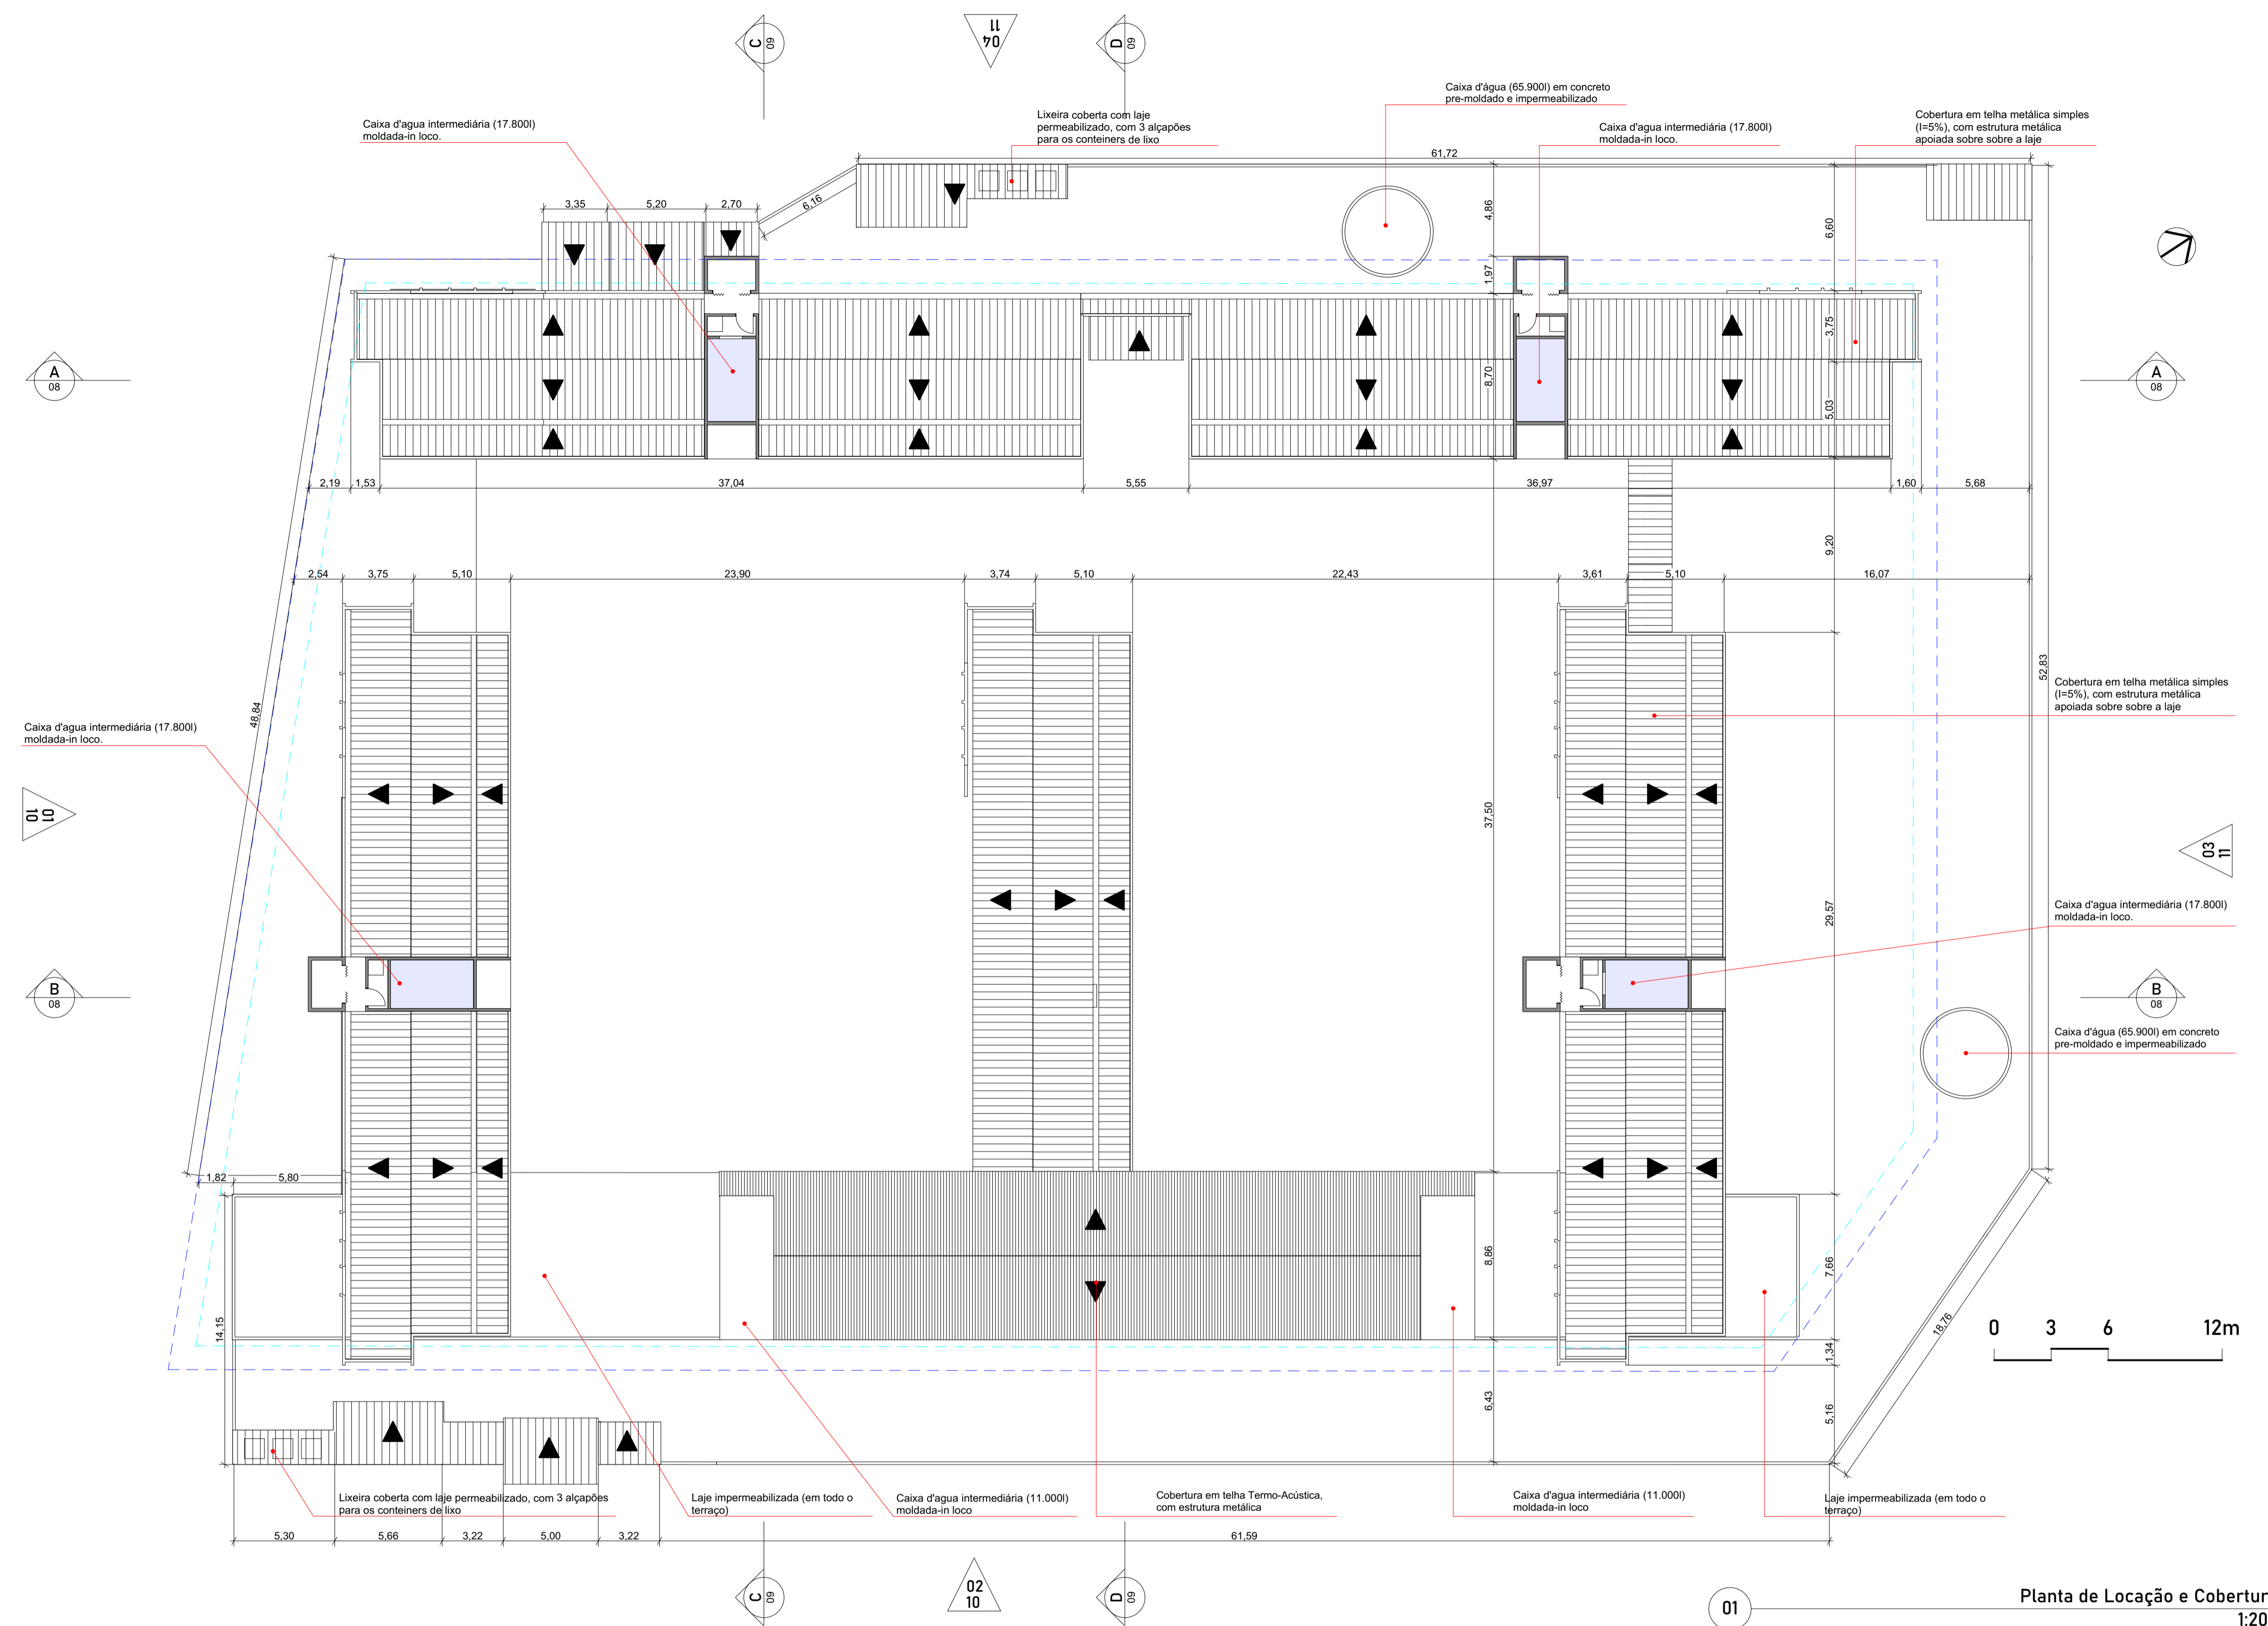 C
09
11
04
D
09
Caixa d'água (65.900l) em concreto
pre-moldado e impermeabilizado
Lixeira coberta com laje
permeabilizado, com 3 alçapões
para os conteiners de lixo
Cobertura em telha metálica simples
(I=5%), com estrutura metálica
apoiada sobre sobre a laje
Caixa d'agua intermediária (17.800l)
moldada-in loco.
Caixa d'agua intermediária (17.800l)
moldada-in loco.
61,72
3,35
5,20
2,70
6.16
4,86
6,60
1,97
3,75
A
08
A
08
8,70
5,03
2,19
1,53
37,04
5,55
36,97
1,60
5,68
9,20
2,54
3,75
5,10
23,90
3,74
5,10
22,43
3,61
5,10
16,07
52,83
Cobertura em telha metálica simples
(I=5%), com estrutura metálica
apoiada sobre sobre a laje
48,84
Caixa d'agua intermediária (17.800l)
moldada-in loco.
01
10
37,50
03
11
29,57
Caixa d'agua intermediária (17.800l)
moldada-in loco.
B
08
B
08
Caixa d'água (65.900l) em concreto
pre-moldado e impermeabilizado
1,82
5,80
8,86
7,66
14,15
18,76
0 3 6 12m
1,34
6,43
5,16
Lixeira coberta com laje permeabilizado, com 3 alçapões
para os conteiners de lixo
Laje impermeabilizada (em todo o
terraço)
Caixa d'agua intermediária (11.000l)
moldada-in loco
Cobertura em telha Termo-Acústica,
com estrutura metálica
Caixa d'agua intermediária (11.000l)
moldada-in loco
Laje impermeabilizada (em todo o
terraço)
5,30
5,66
3,22
5,00
3,22
61,59
C
09
02
10
D
09
01
Planta de Locação e Cobertur
1:20